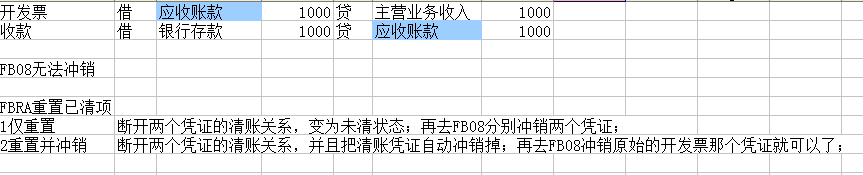 开发票 借 应收账款 1000 贷 主营业务收入 1000
收款 借 银行存款 1000 贷 应收账款 1000
FB08无法冲销
FBRA重置已清项
1仅重置 断开两个凭证的清账关系，变为未清状态；再去FB08分别冲销两个凭证；
2重置并冲销 断开两个凭证的清账关系，并且把清账凭证自动冲销掉；再去FB08冲销原始的开发票那个凭证就可以了；